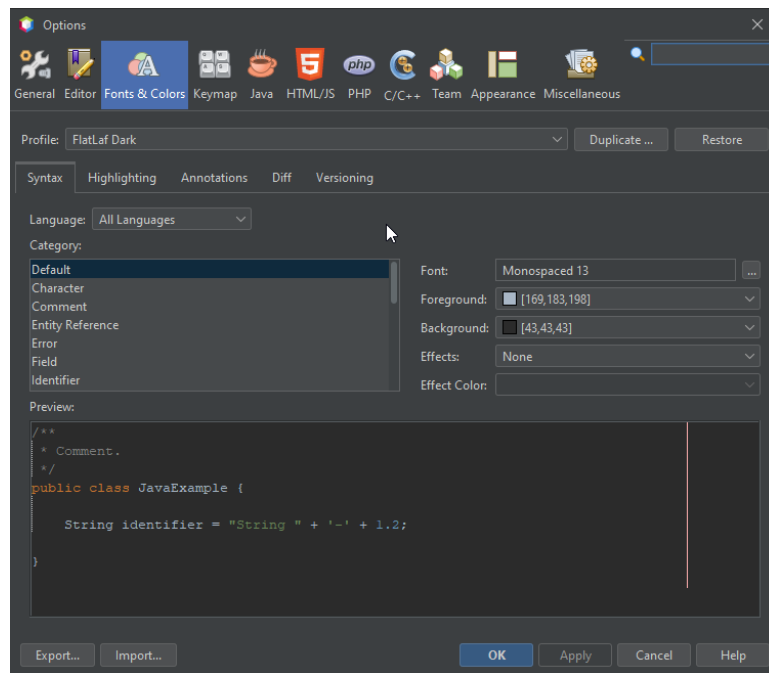 Options
General Editor Fonts & Colors Keymap Java HTML/JS PHP C/C++ Team Appearance Miscellaneous
php
Profile: FlatLaf Dark Duplicate ... Restore
Syntax Highlighting Annotations Diff Versioning
Language: All Languages
Category:
Default
Character
Comment
Entity Reference
Error
Field
Identifier
Font: Monospaced 13 ...
Foreground: [169,183,198]
Background: [43,43,43]
Effects: None
Effect Color:
Preview:
/**
* Comment.
*/
public class JavaExample {
String identifier = "String " + '-' + 1.2;
}
Export... Import... OK Apply Cancel Help